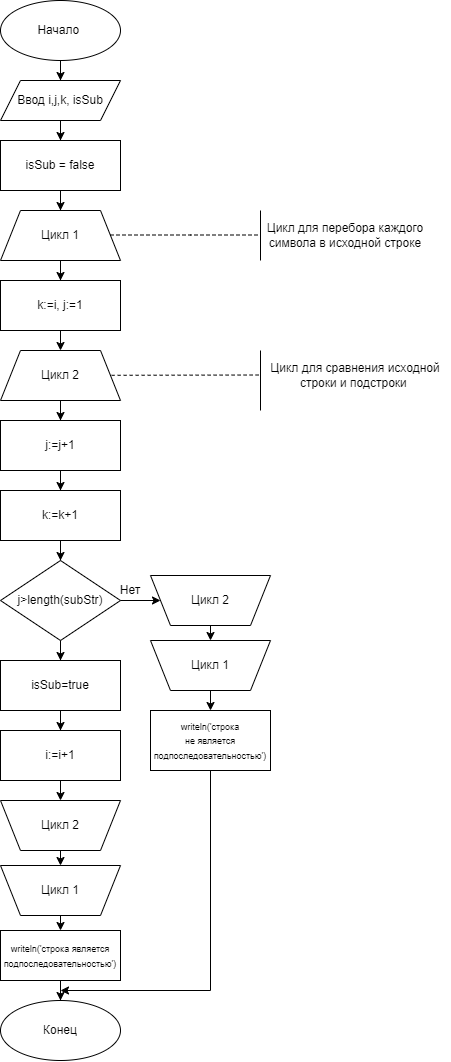 Начало
Ввод i,j,k, isSub
isSub = false
Цикл 1
Цикл для перебора каждого
символа в исходной строке
k:=i, j:=1
Цикл 2
Цикл для сравнения исходной
строки и подстроки
j:=j+1
k:=k+1
j>length(subStr)
Нет
Цикл 2
Цикл 1
writeln('строка
не является
подпоследовательностью')
isSub=true
i:=i+1
Цикл 2
Цикл 1
writeln('строка является
подпоследовательностью')
Конец